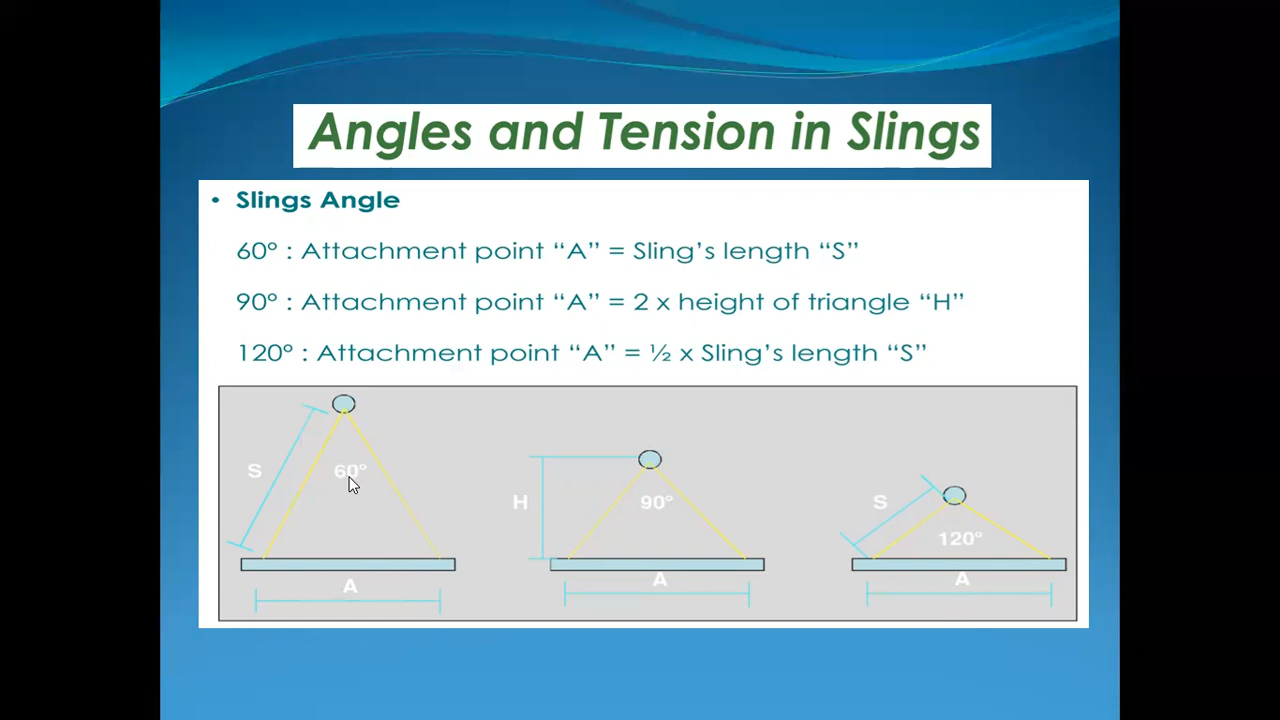 Angles and Tension in Slings
• Slings Angle
60° : Attachment point “A” = Sling’s length “S”
90° : Attachment point “A” = 2 x height of triangle “H”
120° : Attachment point “A” = ½ x Sling’s length “S”
S
60°
A
H
90°
A
S
120°
A